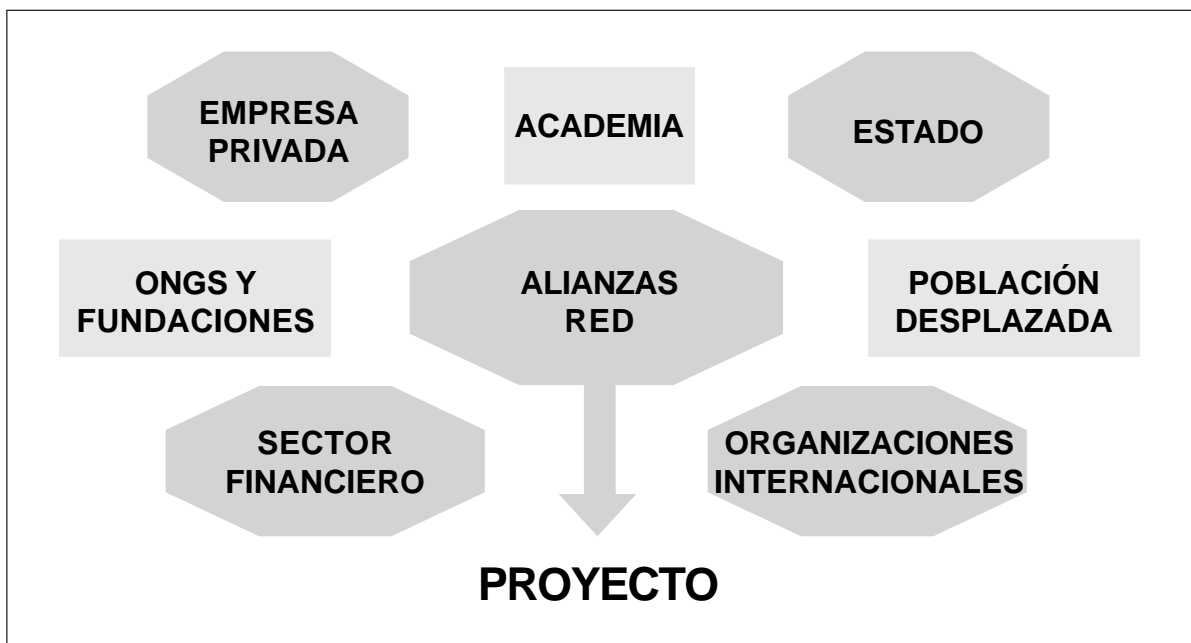 EMPRESA
PRIVADA
ACADEMIA
ESTADO
ONGS Y
FUNDACIONES
ALIANZAS
RED
POBLACIÓN
DESPLAZADA
SECTOR
FINANCIERO
ORGANIZACIONES
INTERNACIONALES
PROYECTO